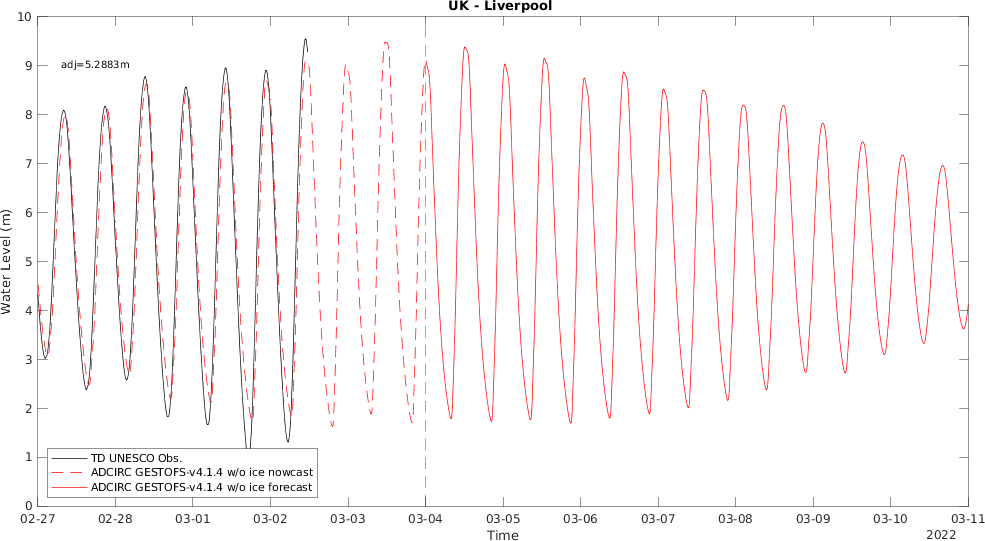 UK - Liverpool
10
9
8
7
6
5
4
3
2
1
0
Water Level (m)
adj=5.2883m
TD UNESCO Obs.
ADCIRC GESTOFS-v4.1.4 w/o ice nowcast
ADCIRC GESTOFS-v4.1.4 w/o ice forecast
02-27 02-28 03-01 03-02 03-03 03-04 03-05 03-06 03-07 03-08 03-09 03-10 03-11
Time
2022